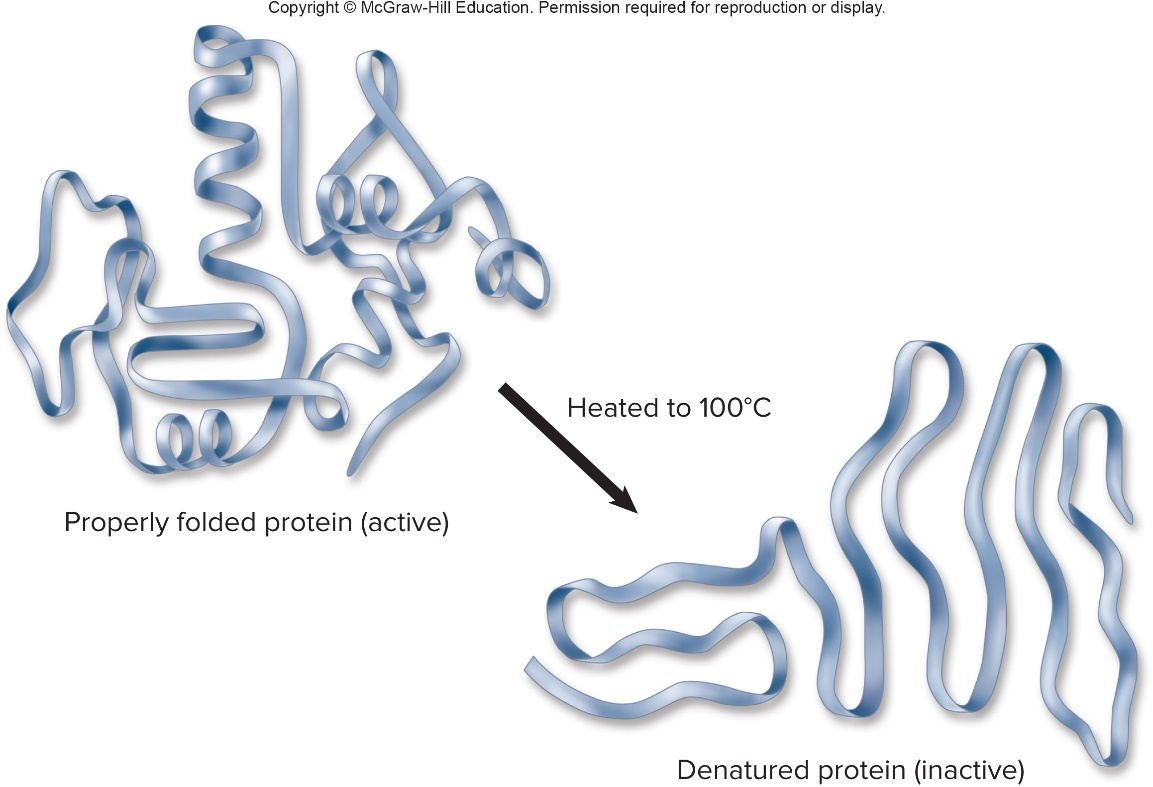 Copyright © McGraw-Hill Education. Permission required for reproduction or display.
Heated to 100°C
Properly folded protein (active)
Denatured protein (inactive)